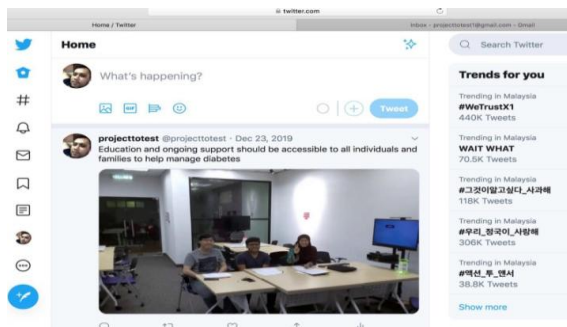 twitter.com
Home / Twitter
Inbox - projecttotest1@gmail.com - Gmail
Home
Search Twitter
What's happening?
GIF
Tweet
projecttotest @projecttotest · Dec 23, 2019
Education and ongoing support should be accessible to all individuals and
families to help manage diabetes
Trends for you
Trending in Malaysia
#WeTrustX1
440K Tweets
Trending in Malaysia
WAIT WHAT
70.5K Tweets
Trending in Malaysia
#그것이알고싶다_사과해
118K Tweets
Trending in Malaysia
#우리_정국이_사랑해
306K Tweets
Trending in Malaysia
#액션_투_맨서
38.8K Tweets
Show more